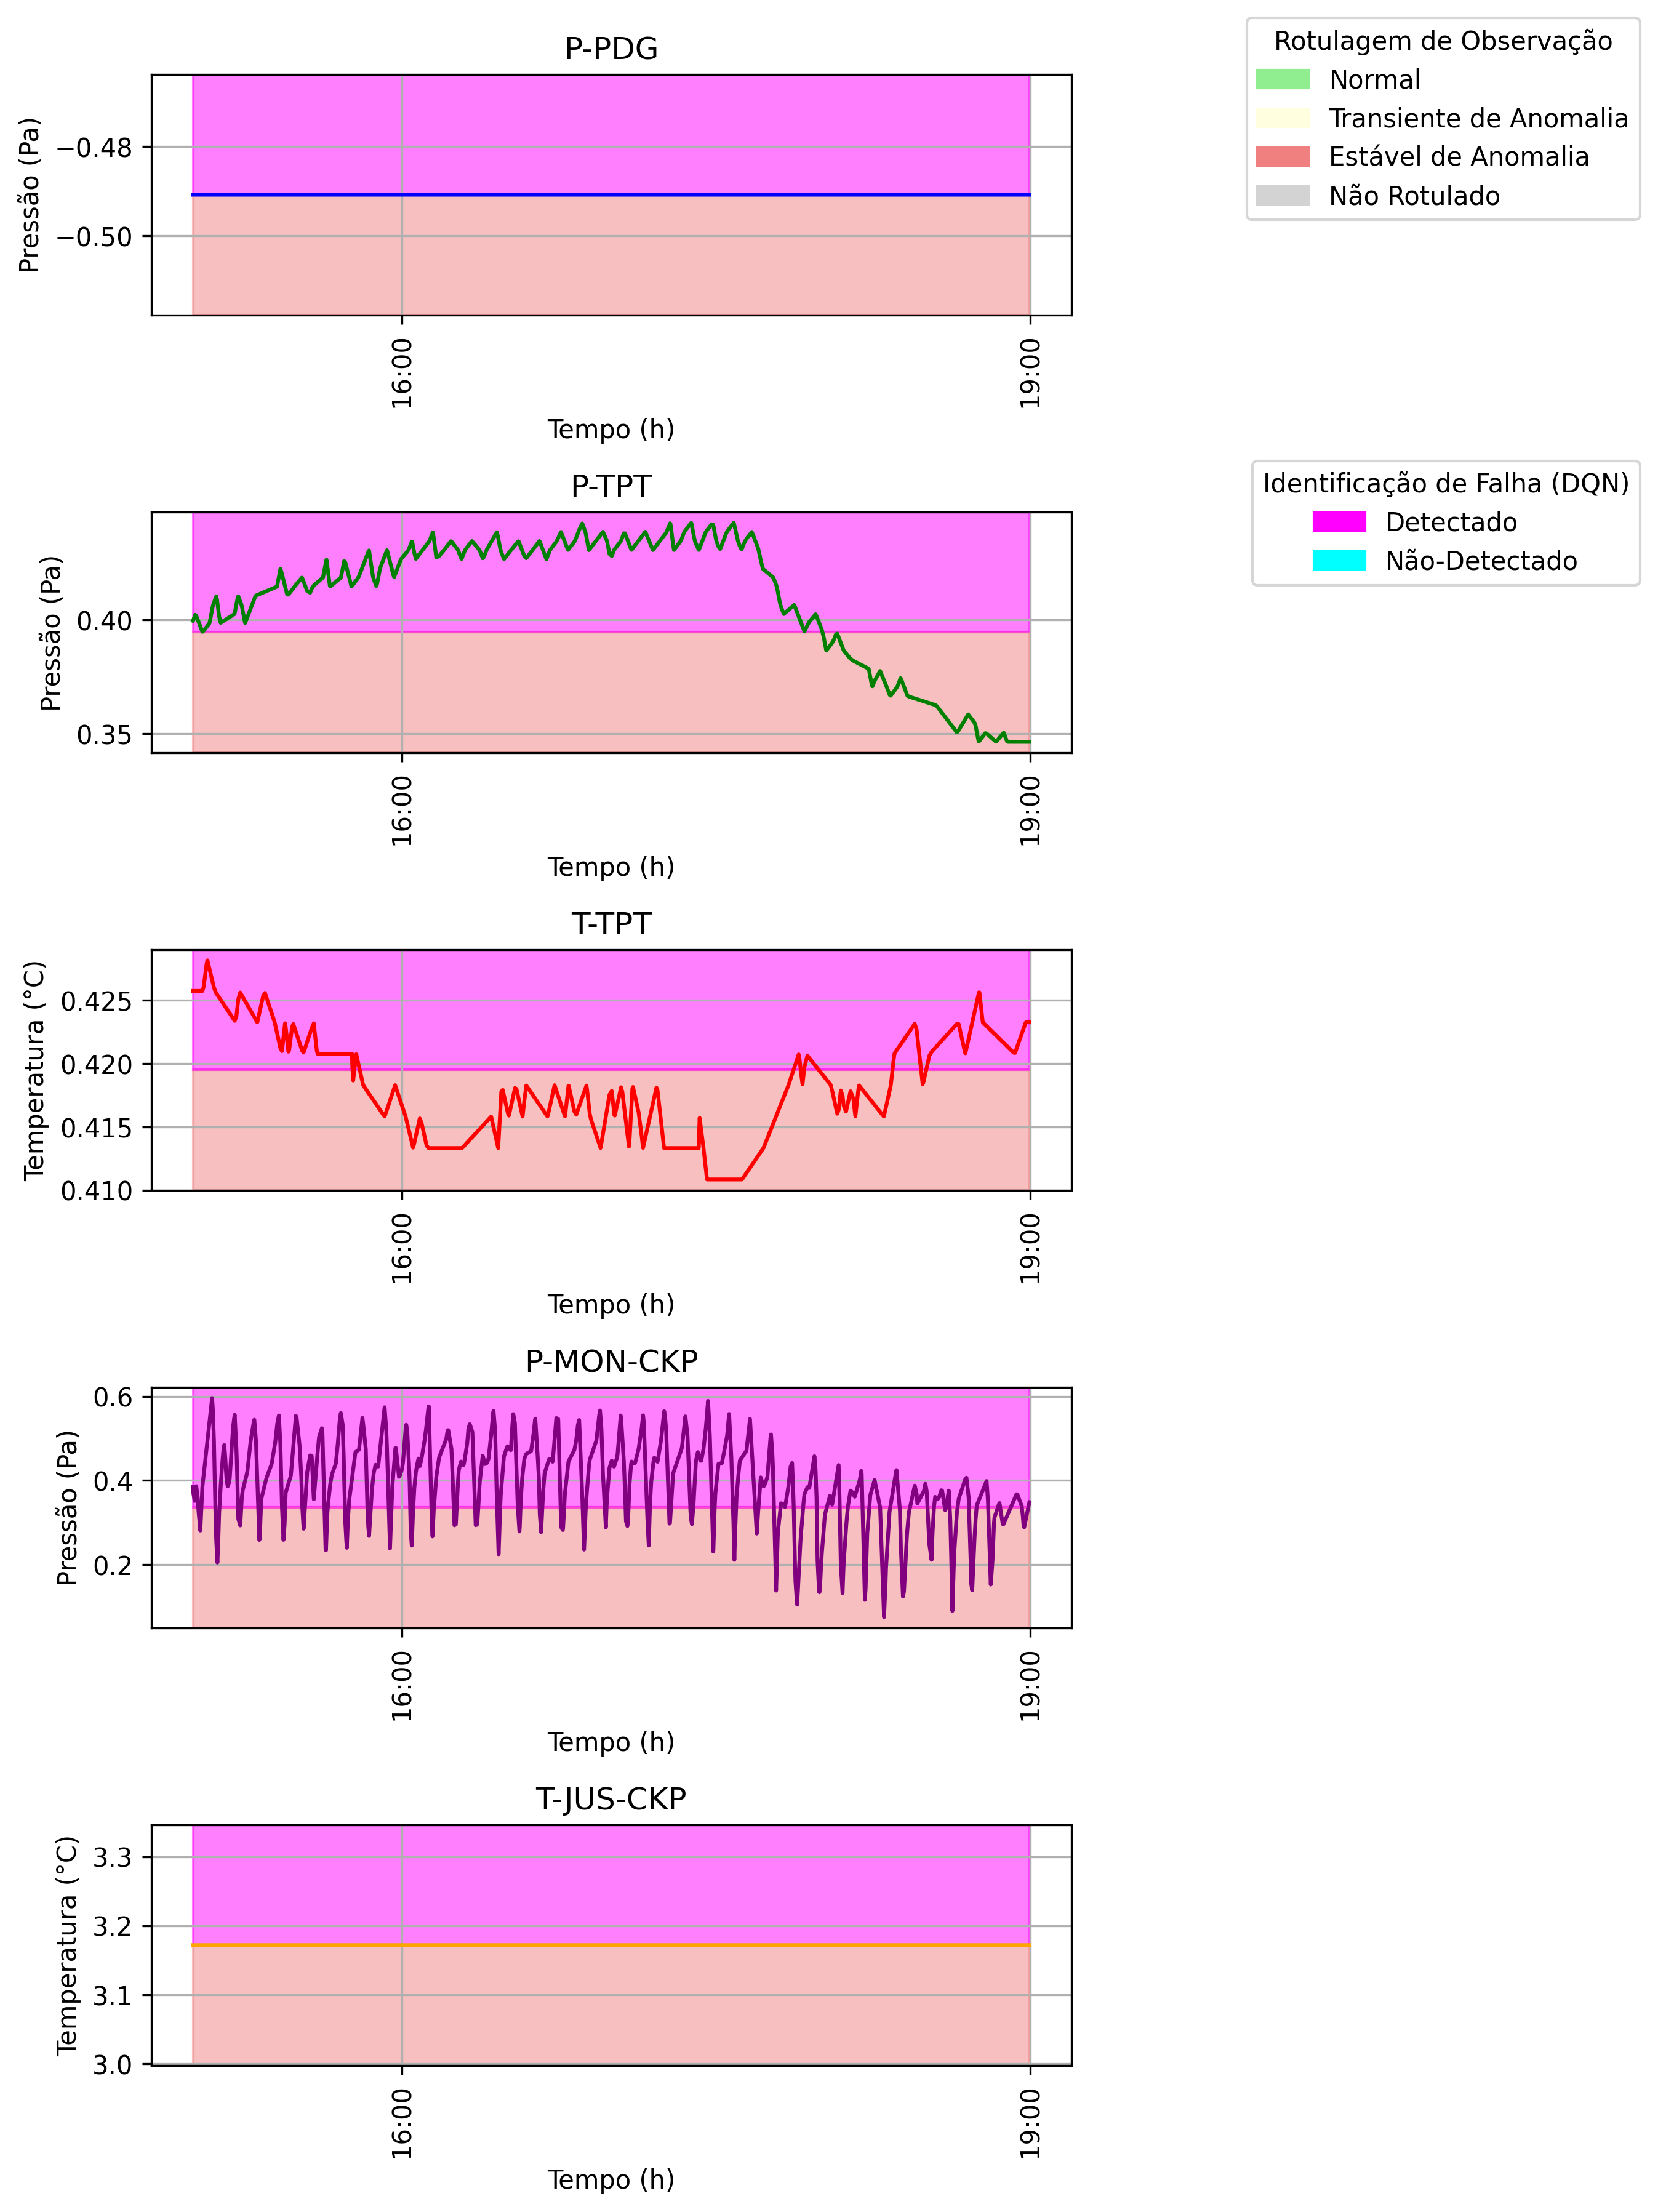 P-PDG
Pressão (Pa)
−0.48
−0.50
16:00
19:00
Tempo (h)
Rotulagem de Observação
Normal
Transiente de Anomalia
Estável de Anomalia
Não Rotulado
P-TPT
Pressão (Pa)
0.40
0.35
16:00
19:00
Tempo (h)
Identificação de Falha (DQN)
Detectado
Não-Detectado
T-TPT
Temperatura (°C)
0.425
0.420
0.415
0.410
16:00
19:00
Tempo (h)
P-MON-CKP
Pressão (Pa)
0.6
0.4
0.2
16:00
19:00
Tempo (h)
T-JUS-CKP
Temperatura (°C)
3.3
3.2
3.1
3.0
16:00
19:00
Tempo (h)